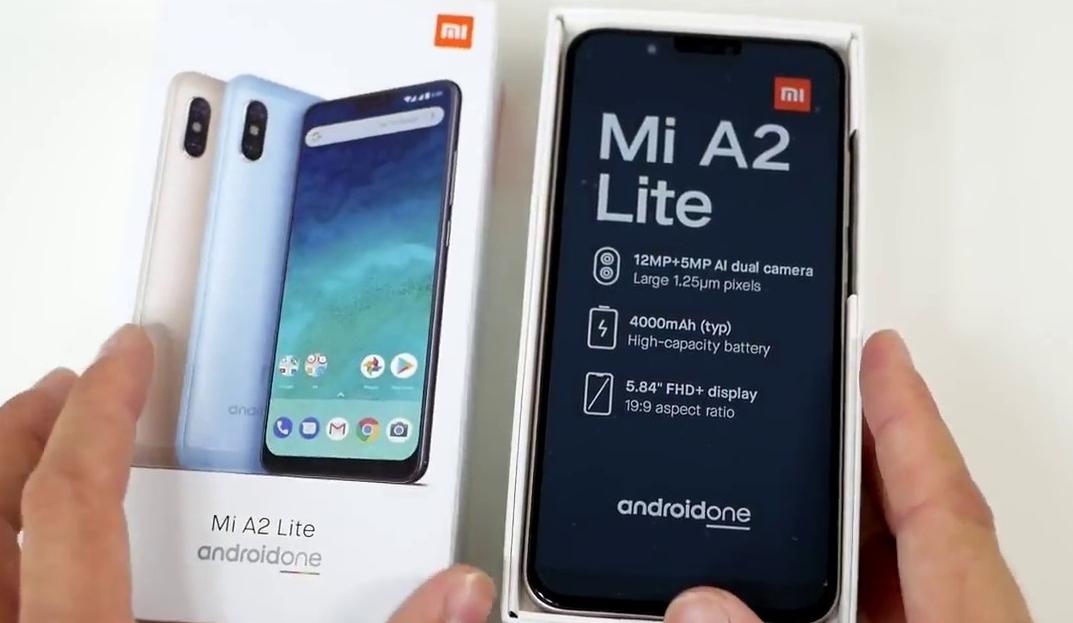 mi
Mi A2 Lite
androidone
mi
Mi A2
Lite
12MP+5MP AI dual camera
Large 1.25µm pixels
4000mAh (typ)
High-capacity battery
5.84" FHD+ display
19:9 aspect ratio
androidone